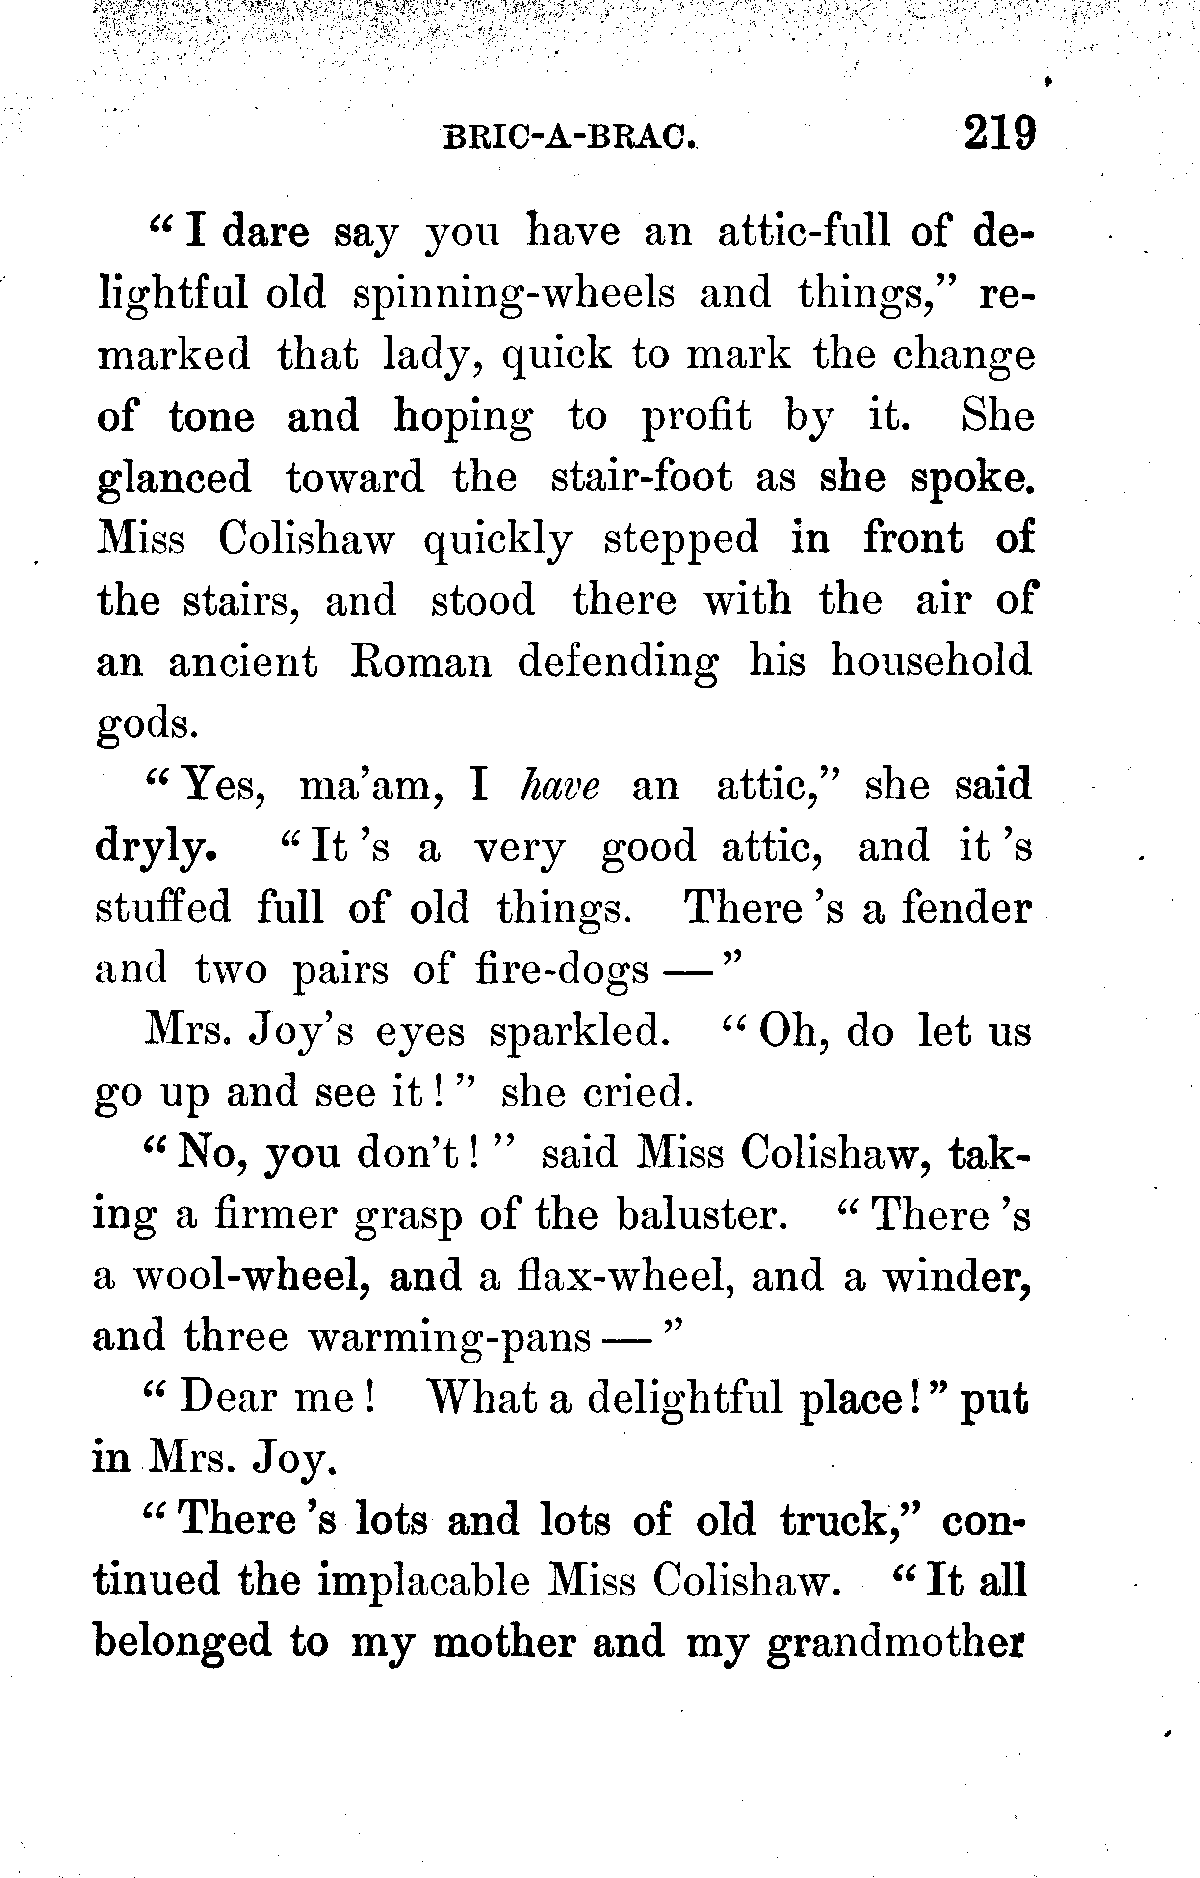 BRIC-A-BRAC. 219
“ I dare say you have an attic-full of de-
lightful old spinning-wheels and things,” re-
marked that lady, quick to mark the change
of tone and hoping to profit by it. She
glanced toward the stair-foot as she spoke.
Miss Colishaw quickly stepped in front of
the stairs, and stood there with the air of
an ancient Roman defending his household
gods.
“ Yes, ma’am, I have an attic,” she said
dryly. “ It ’s a very good attic, and it ’s
stuffed full of old things. There ’s a fender
and two pairs of fire-dogs — ”
Mrs. Joy’s eyes sparkled. “ Oh, do let us
go up and see it ! ” she cried.
“ No, you don’t ! ” said Miss Colishaw, tak-
ing a firmer grasp of the baluster. “ There ’s
a wool-wheel, and a flax-wheel, and a winder,
and three warming-pans — ”
“ Dear me ! What a delightful place ! ” put
in Mrs. Joy.
“ There ’s lots and lots of old truck,” con-
tinued the implacable Miss Colishaw. “ It all
belonged to my mother and my grandmother